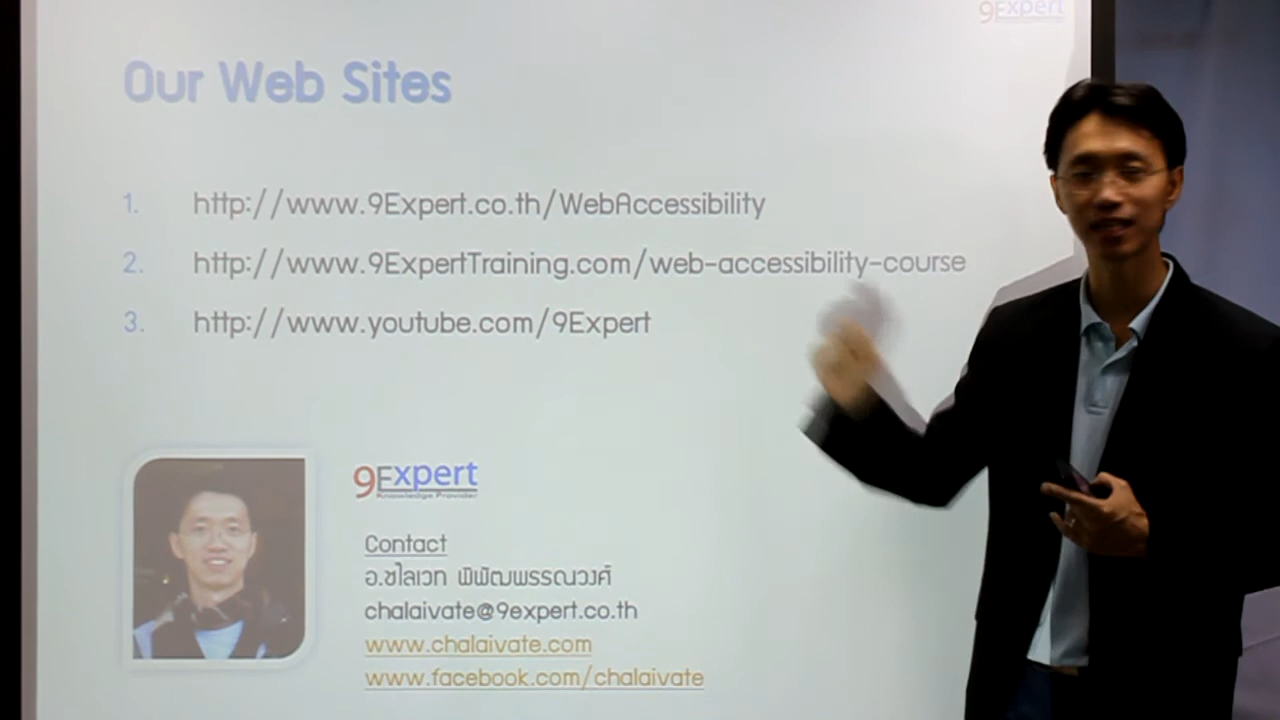 9Expert
Our Web Sites
1. http://www.9Expert.co.th/WebAccessibility
2. http://www.9ExpertTraining.com/web-accessibility-course
3. http://www.youtube.com/9Expert
9Expert
Knowledge Provider
Contact
อ.ชไลเวท พิพัฒพรรณวงศ์
chalaivate@9expert.co.th
www.chalaivate.com
www.facebook.com/chalaivate